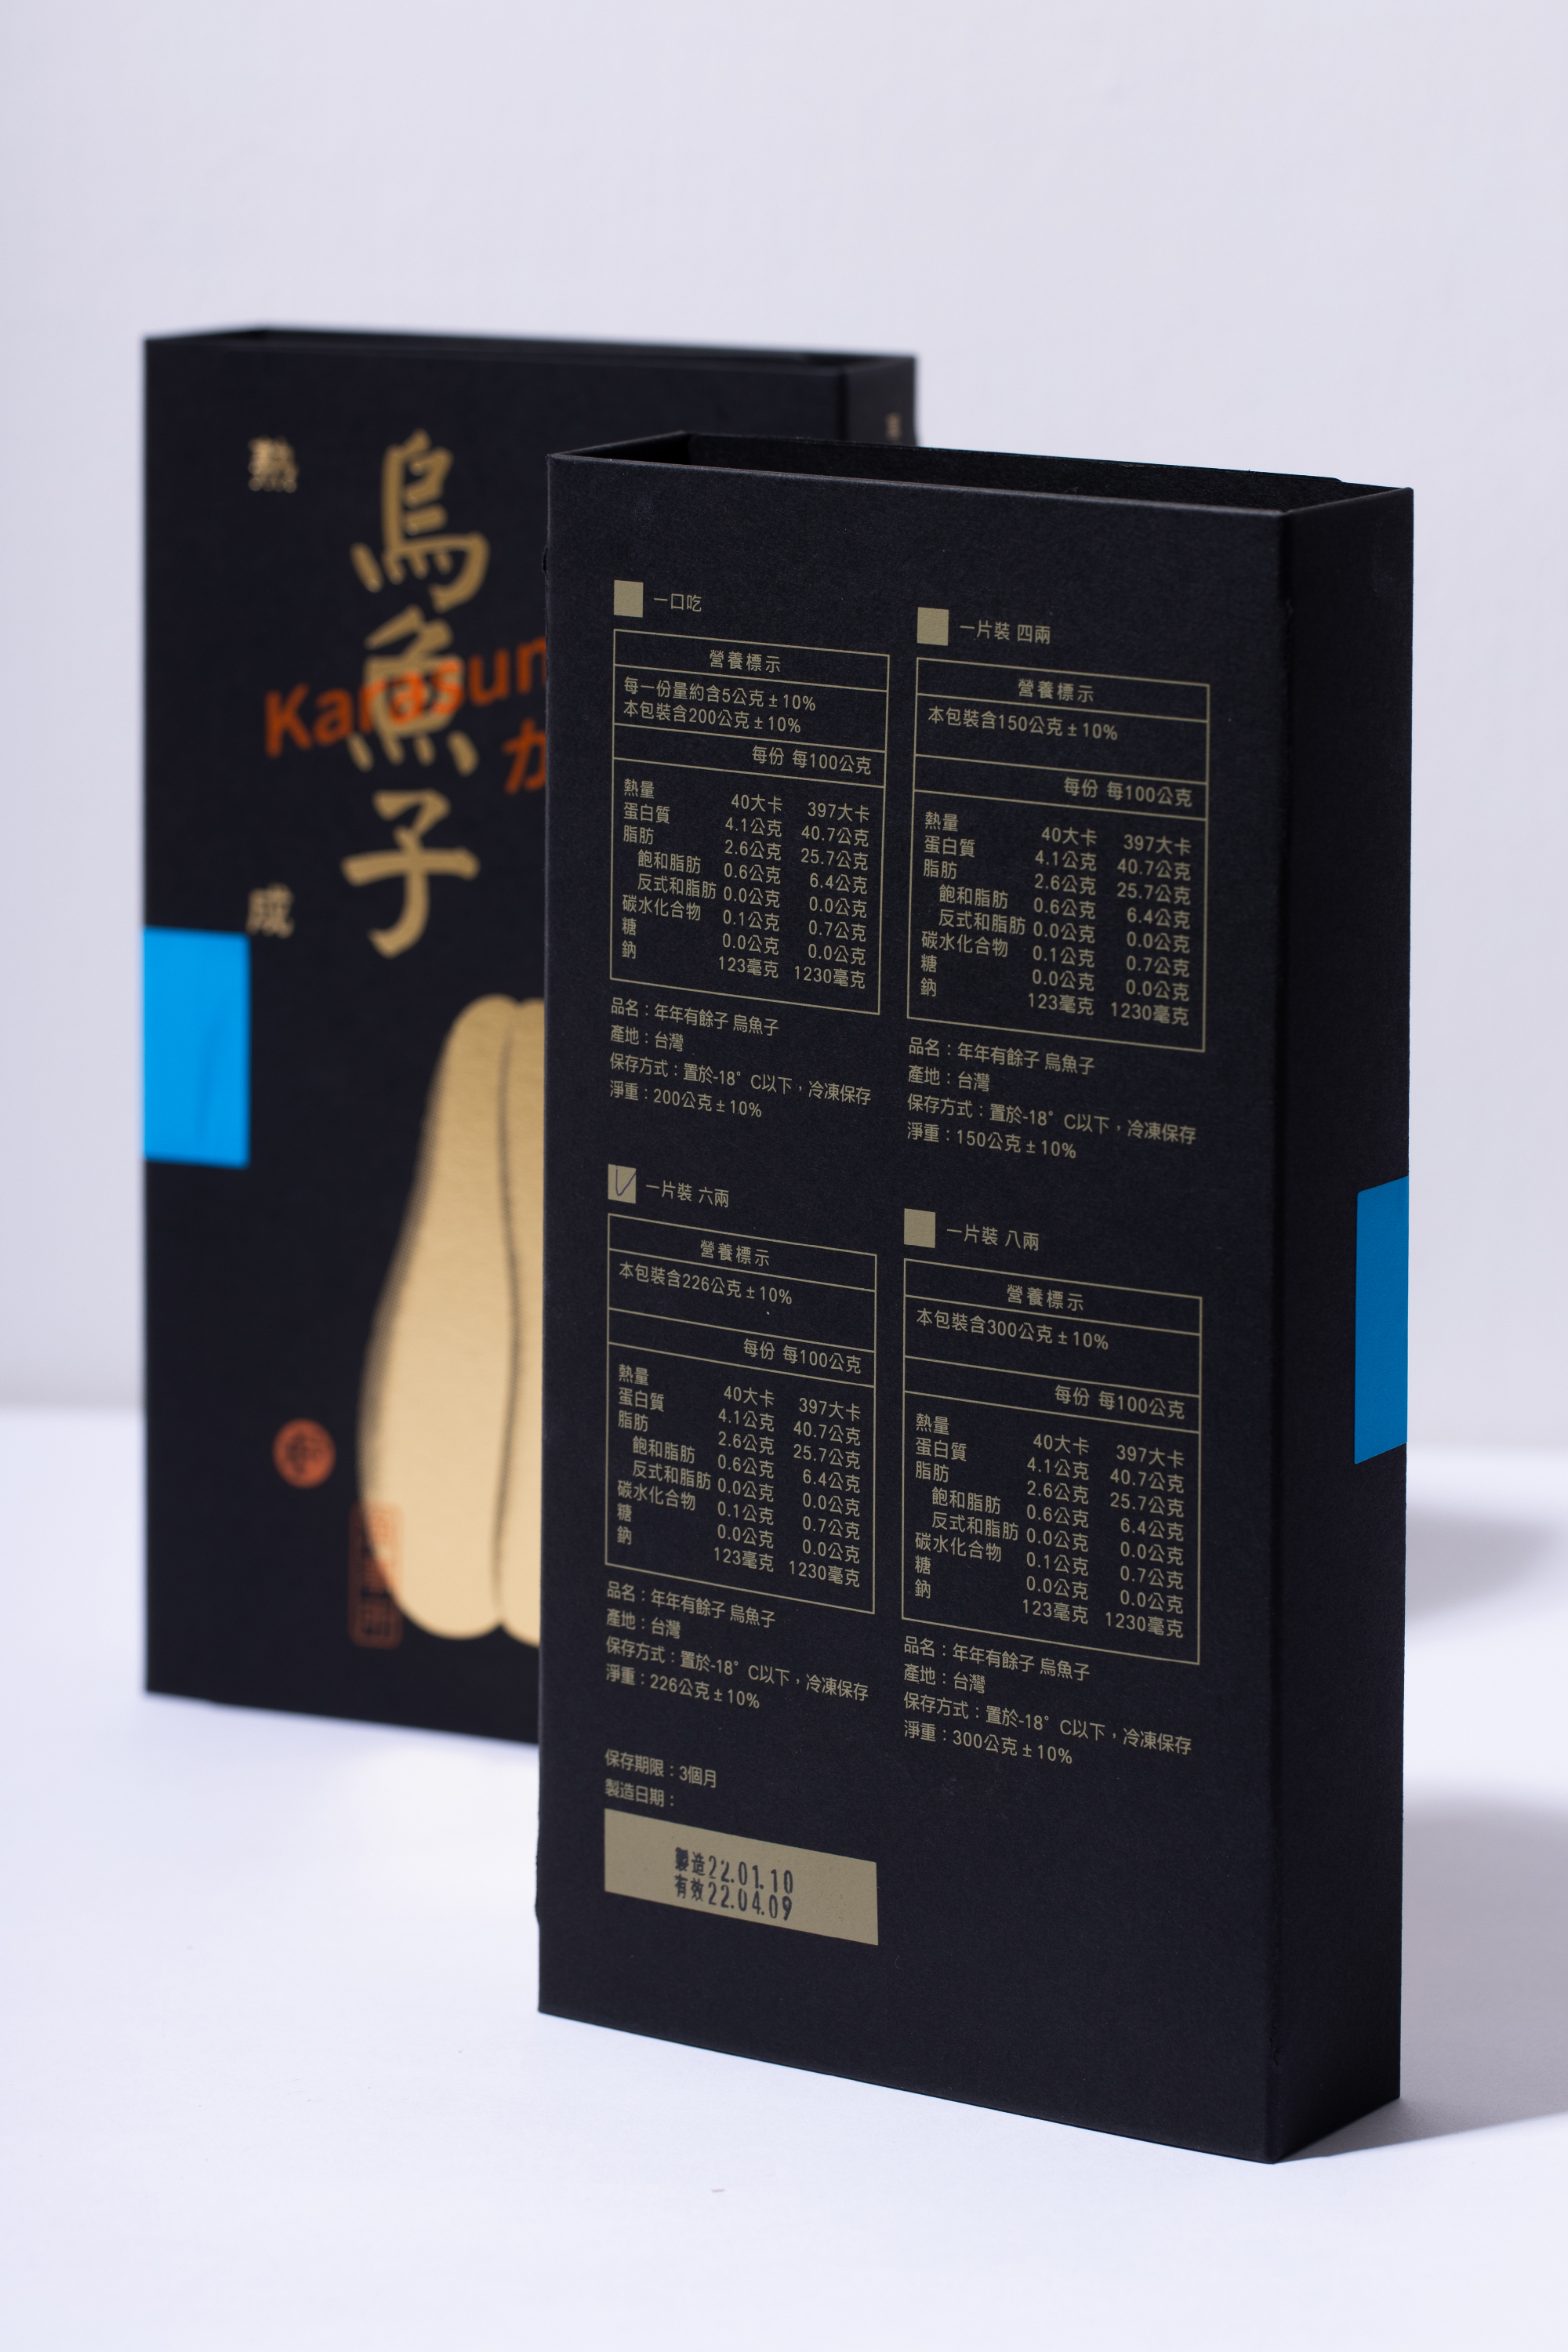 熟
成
烏魚子
Karasum
カ
一口吃
營養標示
每一份量約含5公克±10%
本包裝含200公克±10%
每份 每100公克
熱量 40大卡 397大卡
蛋白質 4.1公克 40.7公克
脂肪 2.6公克 25.7公克
飽和脂肪 0.6公克 6.4公克
反式和脂肪 0.0公克 0.0公克
碳水化合物 0.1公克 0.7公克
糖 0.0公克 0.0公克
鈉 123毫克 1230毫克
品名：年年有餘子 烏魚子
產地：台灣
保存方式：置於-18°C以下，冷凍保存
淨重：200公克±10%
一片裝 四兩
營養標示
本包裝含150公克±10%
每份 每100公克
熱量 40大卡 397大卡
蛋白質 4.1公克 40.7公克
脂肪 2.6公克 25.7公克
飽和脂肪 0.6公克 6.4公克
反式和脂肪 0.0公克 0.0公克
碳水化合物 0.1公克 0.7公克
糖 0.0公克 0.0公克
鈉 123毫克 1230毫克
品名：年年有餘子 烏魚子
產地：台灣
保存方式：置於-18°C以下，冷凍保存
淨重：150公克±10%
一片裝 六兩
營養標示
本包裝含226公克±10%
每份 每100公克
熱量 40大卡 397大卡
蛋白質 4.1公克 40.7公克
脂肪 2.6公克 25.7公克
飽和脂肪 0.6公克 6.4公克
反式和脂肪 0.0公克 0.0公克
碳水化合物 0.1公克 0.7公克
糖 0.0公克 0.0公克
鈉 123毫克 1230毫克
品名：年年有餘子 烏魚子
產地：台灣
保存方式：置於-18°C以下，冷凍保存
淨重：226公克±10%
一片裝 八兩
營養標示
本包裝含300公克±10%
每份 每100公克
熱量 40大卡 397大卡
蛋白質 4.1公克 40.7公克
脂肪 2.6公克 25.7公克
飽和脂肪 0.6公克 6.4公克
反式和脂肪 0.0公克 0.0公克
碳水化合物 0.1公克 0.7公克
糖 0.0公克 0.0公克
鈉 123毫克 1230毫克
品名：年年有餘子 烏魚子
產地：台灣
保存方式：置於-18°C以下，冷凍保存
淨重：300公克±10%
保存期限：3個月
製造日期：
製造22.01.10
有效22.04.09